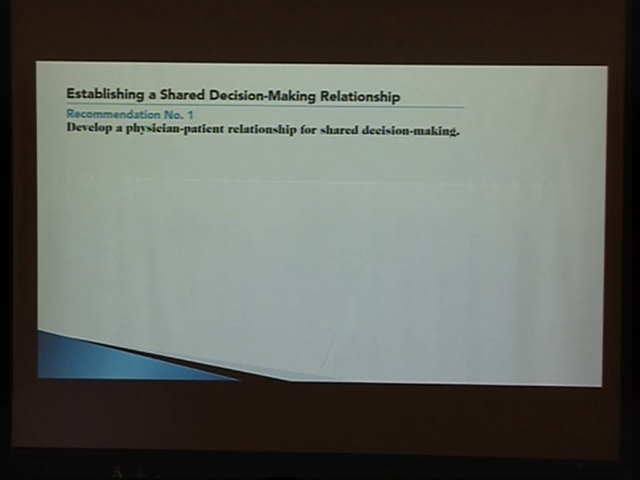 Establishing a Shared Decision-Making Relationship
Recommendation No. 1
Develop a physician-patient relationship for shared decision-making.